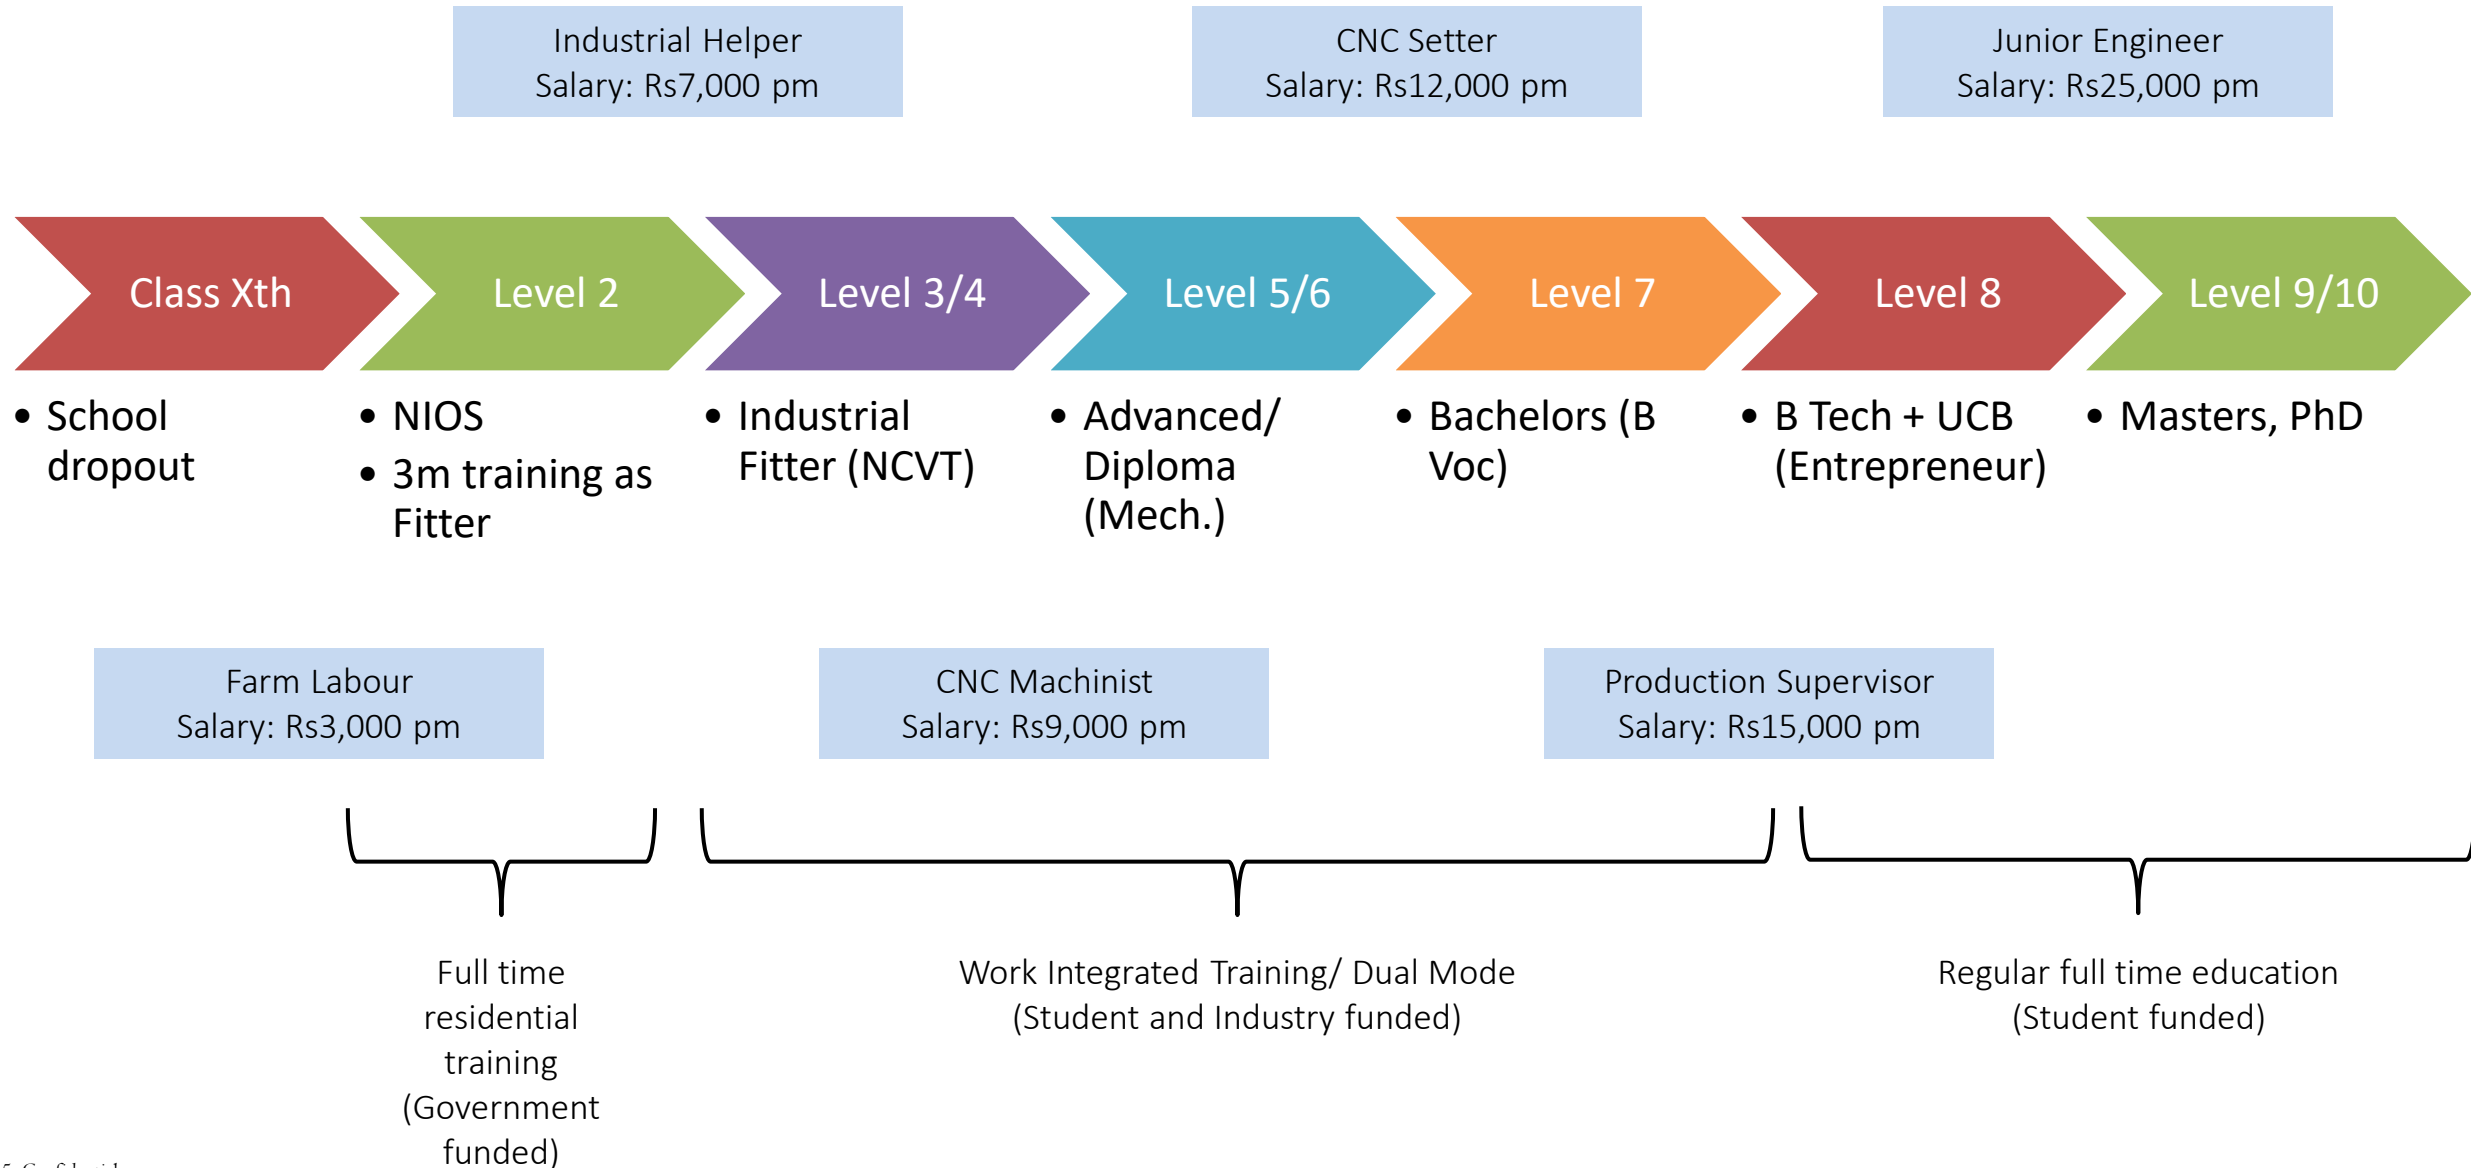 Industrial Helper
Salary: Rs7,000 pm
CNC Setter
Salary: Rs12,000 pm
Junior Engineer
Salary: Rs25,000 pm
Class Xth
Level 2
Level 3/4
Level 5/6
Level 7
Level 8
Level 9/10
• School
dropout
• NIOS
• 3m training as
Fitter
• Industrial
Fitter (NCVT)
• Advanced/
Diploma
(Mech.)
• Bachelors (B
Voc)
• B Tech + UCB
(Entrepreneur)
• Masters, PhD
Farm Labour
Salary: Rs3,000 pm
CNC Machinist
Salary: Rs9,000 pm
Production Supervisor
Salary: Rs15,000 pm
Full time
residential
training
(Government
funded)
Work Integrated Training/ Dual Mode
(Student and Industry funded)
Regular full time education
(Student funded)